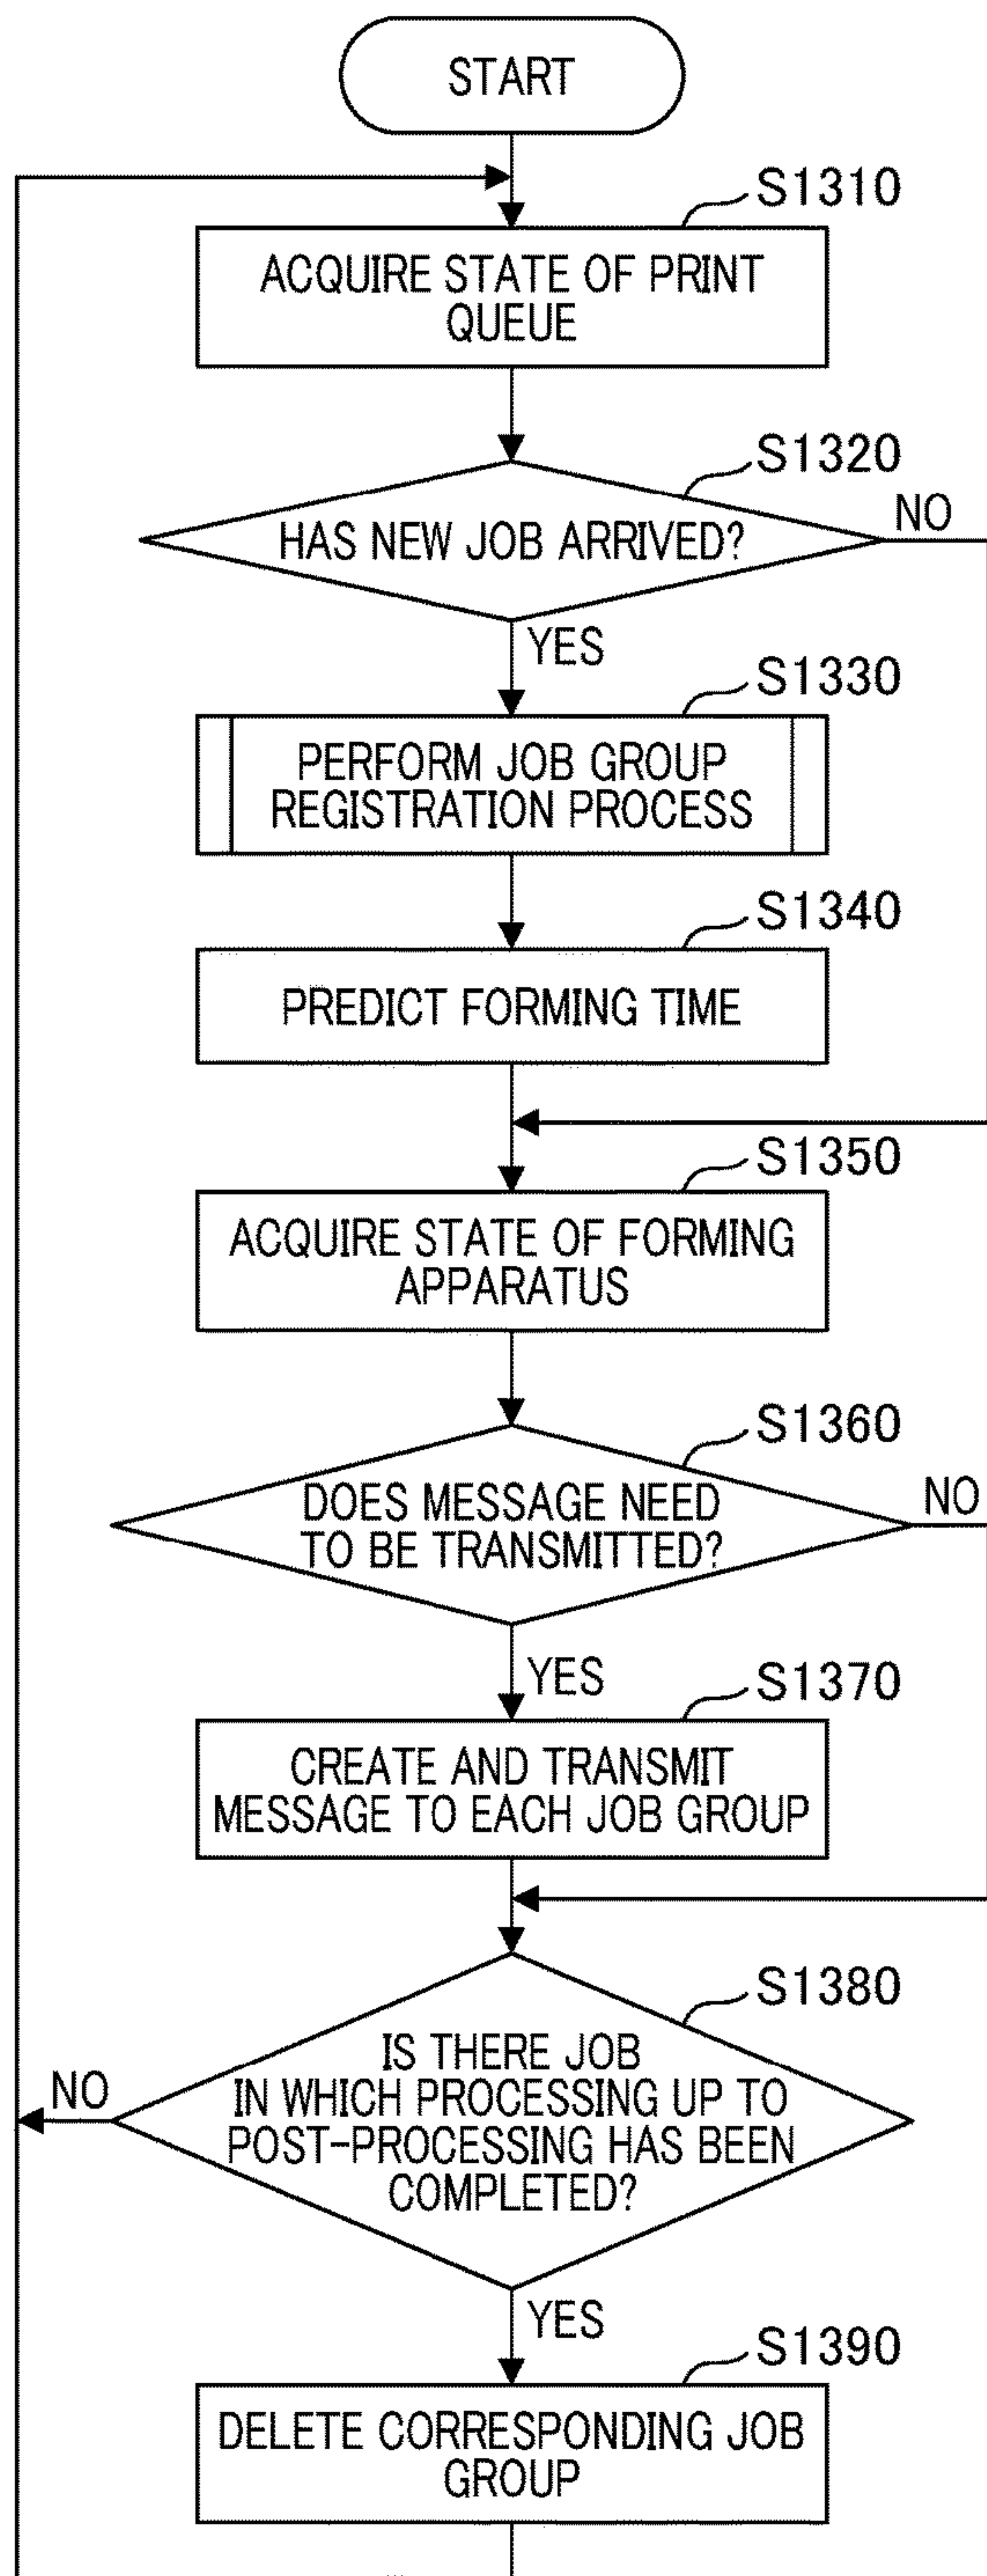 START
S1310
ACQUIRE STATE OF PRINT
QUEUE
S1320
HAS NEW JOB ARRIVED?
NO
YES
S1330
PERFORM JOB GROUP
REGISTRATION PROCESS
S1340
PREDICT FORMING TIME
S1350
ACQUIRE STATE OF FORMING
APPARATUS
S1360
DOES MESSAGE NEED
TO BE TRANSMITTED?
NO
YES
S1370
CREATE AND TRANSMIT
MESSAGE TO EACH JOB GROUP
S1380
IS THERE JOB
IN WHICH PROCESSING UP TO
POST-PROCESSING HAS BEEN
COMPLETED?
NO
YES
S1390
DELETE CORRESPONDING JOB
GROUP